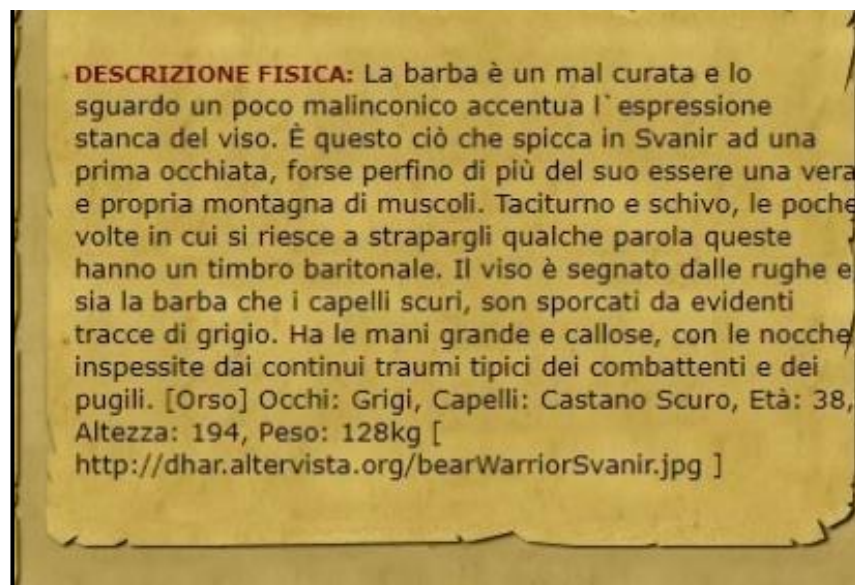 DESCRIZIONE FISICA: La barba è un mal curata e lo
sguardo un poco malinconico accentua l`espressione
stanca del viso. È questo ciò che spicca in Svanir ad una
prima occhiata, forse perfino di più del suo essere una vera
e propria montagna di muscoli. Taciturno e schivo, le poche
volte in cui si riesce a strapargli qualche parola queste
hanno un timbro baritonale. Il viso è segnato dalle rughe e
sia la barba che i capelli scuri, son sporcati da evidenti
tracce di grigio. Ha le mani grande e callose, con le nocche
inspessite dai continui traumi tipici dei combattenti e dei
pugili. [Orso] Occhi: Grigi, Capelli: Castano Scuro, Età: 38,
Altezza: 194, Peso: 128kg [
http://dhar.altervista.org/bearWarriorSvanir.jpg ]